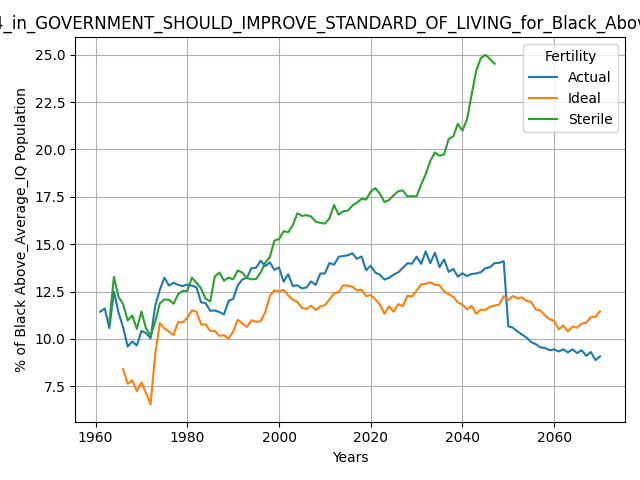 _in_GOVERNMENT_SHOULD_IMPROVE_STANDARD_OF_LIVING_for_Black_Abov
Fertility
Actual
Ideal
Sterile
% of Black Above_Average_IQ Population
25.0
22.5
20.0
17.5
15.0
12.5
10.0
7.5
1960
1980
2000
2020
2040
2060
Years